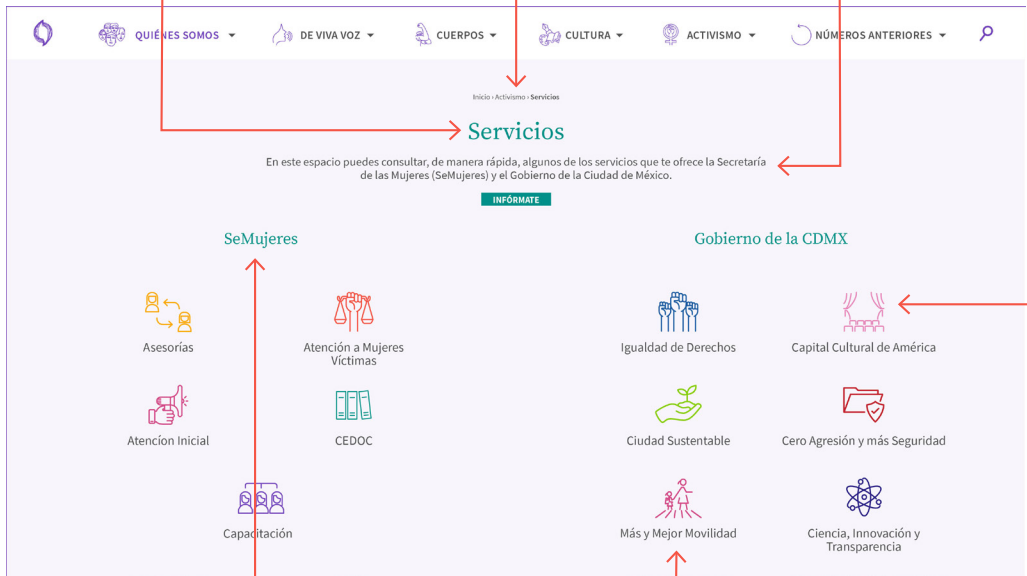 QUIÉNES SOMOS
DE VIVA VOZ
CUERPOS
CULTURA
ACTIVISMO
NÚMEROS ANTERIORES
Inicio › Activismo › Servicios
Servicios
En este espacio puedes consultar, de manera rápida, algunos de los servicios que te ofrece la Secretaría
de las Mujeres (SeMujeres) y el Gobierno de la Ciudad de México.
INFÓRMATE
SeMujeres
Asesorías
Atención a Mujeres
Víctimas
Atencíon Inicial
CEDOC
Capacitación
Gobierno de la CDMX
Igualdad de Derechos
Capital Cultural de América
Ciudad Sustentable
Cero Agresión y más Seguridad
Más y Mejor Movilidad
Ciencia, Innovación y
Transparencia